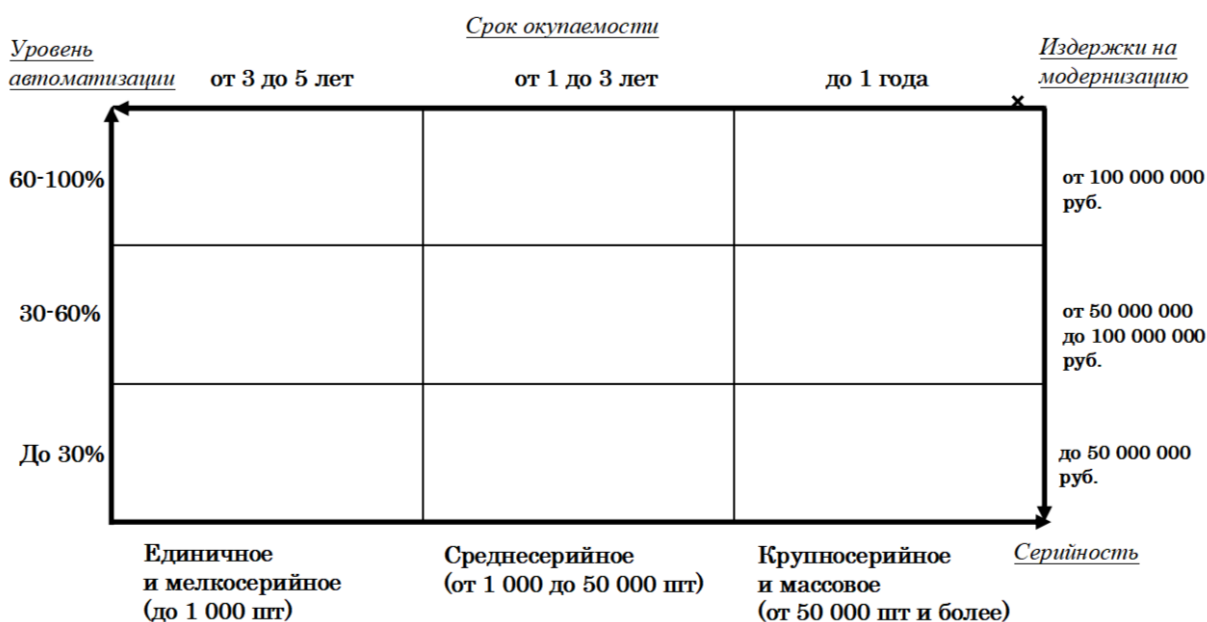 Срок окупаемости
Уровень
автоматизации
от 3 до 5 лет
от 1 до 3 лет
до 1 года
Издержки на
модернизацию
60-100%
от 100 000 000
руб.
30-60%
от 50 000 000
до 100 000 000
руб.
До 30%
до 50 000 000
руб.
Единичное
и мелкосерийное
(до 1 000 шт)
Среднесерийное
(от 1 000 до 50 000 шт)
Крупносерийное
и массовое
(от 50 000 шт и более)
Серийность